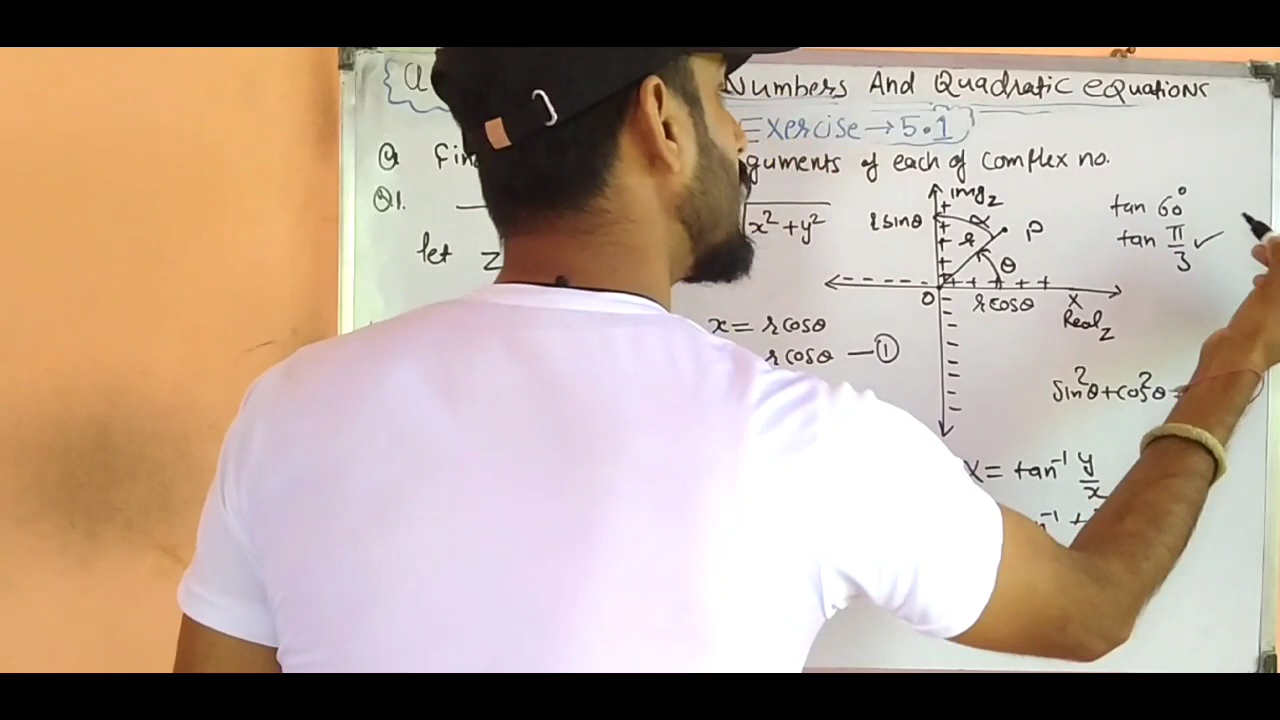 Numbers And Quadratic equations
Exercise → 5.1
Q Fin guments of each of complex no.
Q1.
let z
x² + y²
img z
r sinθ
α
r
P
θ
O
r cosθ
x
Real z
tan 60°
tan π/3 ✓
x = r cosθ
r cosθ — ①
sin²θ + cos²θ =
= tan⁻¹ y/x